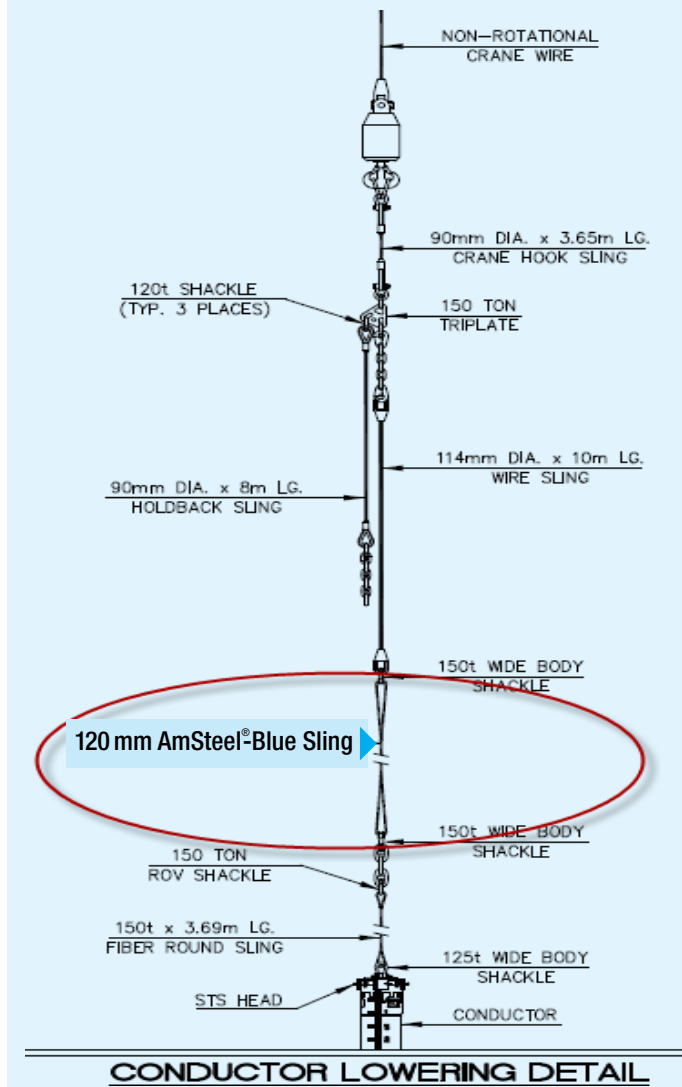 NON-ROTATIONAL
CRANE WIRE
90mm DIA. x 3.65m LG.
CRANE HOOK SLING
120t SHACKLE
(TYP. 3 PLACES)
150 TON
TRIPLATE
114mm DIA. x 10m LG.
WIRE SLING
90mm DIA. x 8m LG.
HOLDBACK SLING
150t WIDE BODY
SHACKLE
120 mm AmSteel®-Blue Sling
150t WIDE BODY
SHACKLE
150 TON
ROV SHACKLE
150t x 3.69m LG.
FIBER ROUND SLING
125t WIDE BODY
SHACKLE
STS HEAD
CONDUCTOR
CONDUCTOR LOWERING DETAIL